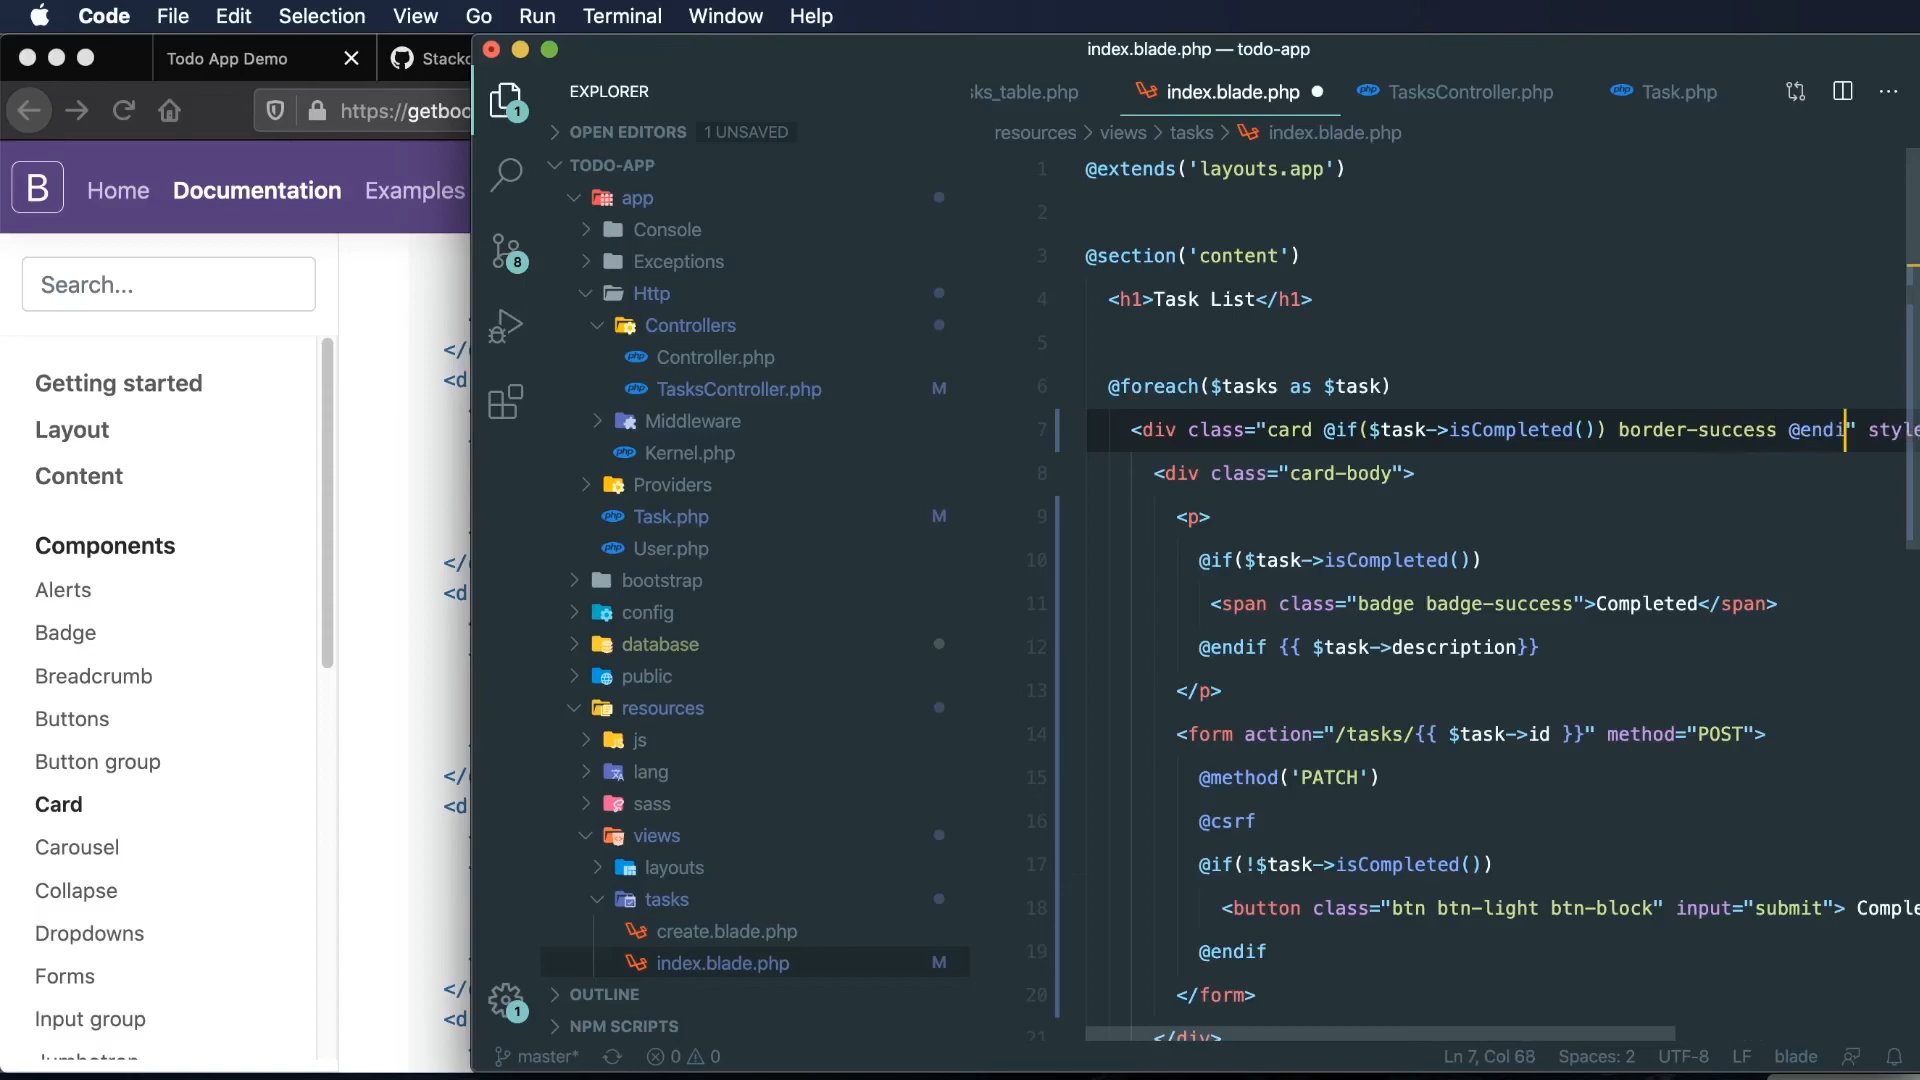 Code File Edit Selection View Go Run Terminal Window Help
Todo App Demo
Stack
https://getboo
B Home Documentation Examples
Search...
Getting started
Layout
Content
Components
Alerts
Badge
Breadcrumb
Buttons
Button group
Card
Carousel
Collapse
Dropdowns
Forms
Input group
</
<d
</
<d
</
<d
</
<d
index.blade.php — todo-app
EXPLORER
1
8
1
OPEN EDITORS 1 UNSAVED
TODO-APP
app
Console
Exceptions
Http
Controllers
Controller.php
TasksController.php M
Middleware
Kernel.php
Providers
Task.php M
User.php
bootstrap
config
database
public
resources
js
lang
sass
views
layouts
tasks
create.blade.php
index.blade.php M
OUTLINE
NPM SCRIPTS
ks_table.php index.blade.php TasksController.php Task.php
resources > views > tasks > index.blade.php
1 @extends('layouts.app')
2
3 @section('content')
4 <h1>Task List</h1>
5
6 @foreach($tasks as $task)
7 <div class="card @if($task->isCompleted()) border-success @endi" style
8 <div class="card-body">
9 <p>
10 @if($task->isCompleted())
11 <span class="badge badge-success">Completed</span>
12 @endif {{ $task->description}}
13 </p>
14 <form action="/tasks/{{ $task->id }}" method="POST">
15 @method('PATCH')
16 @csrf
17 @if(!$task->isCompleted())
18 <button class="btn btn-light btn-block" input="submit"> Comple
19 @endif
20 </form>
21 </div>
master* 0 0 Ln 7, Col 68 Spaces: 2 UTF-8 LF blade